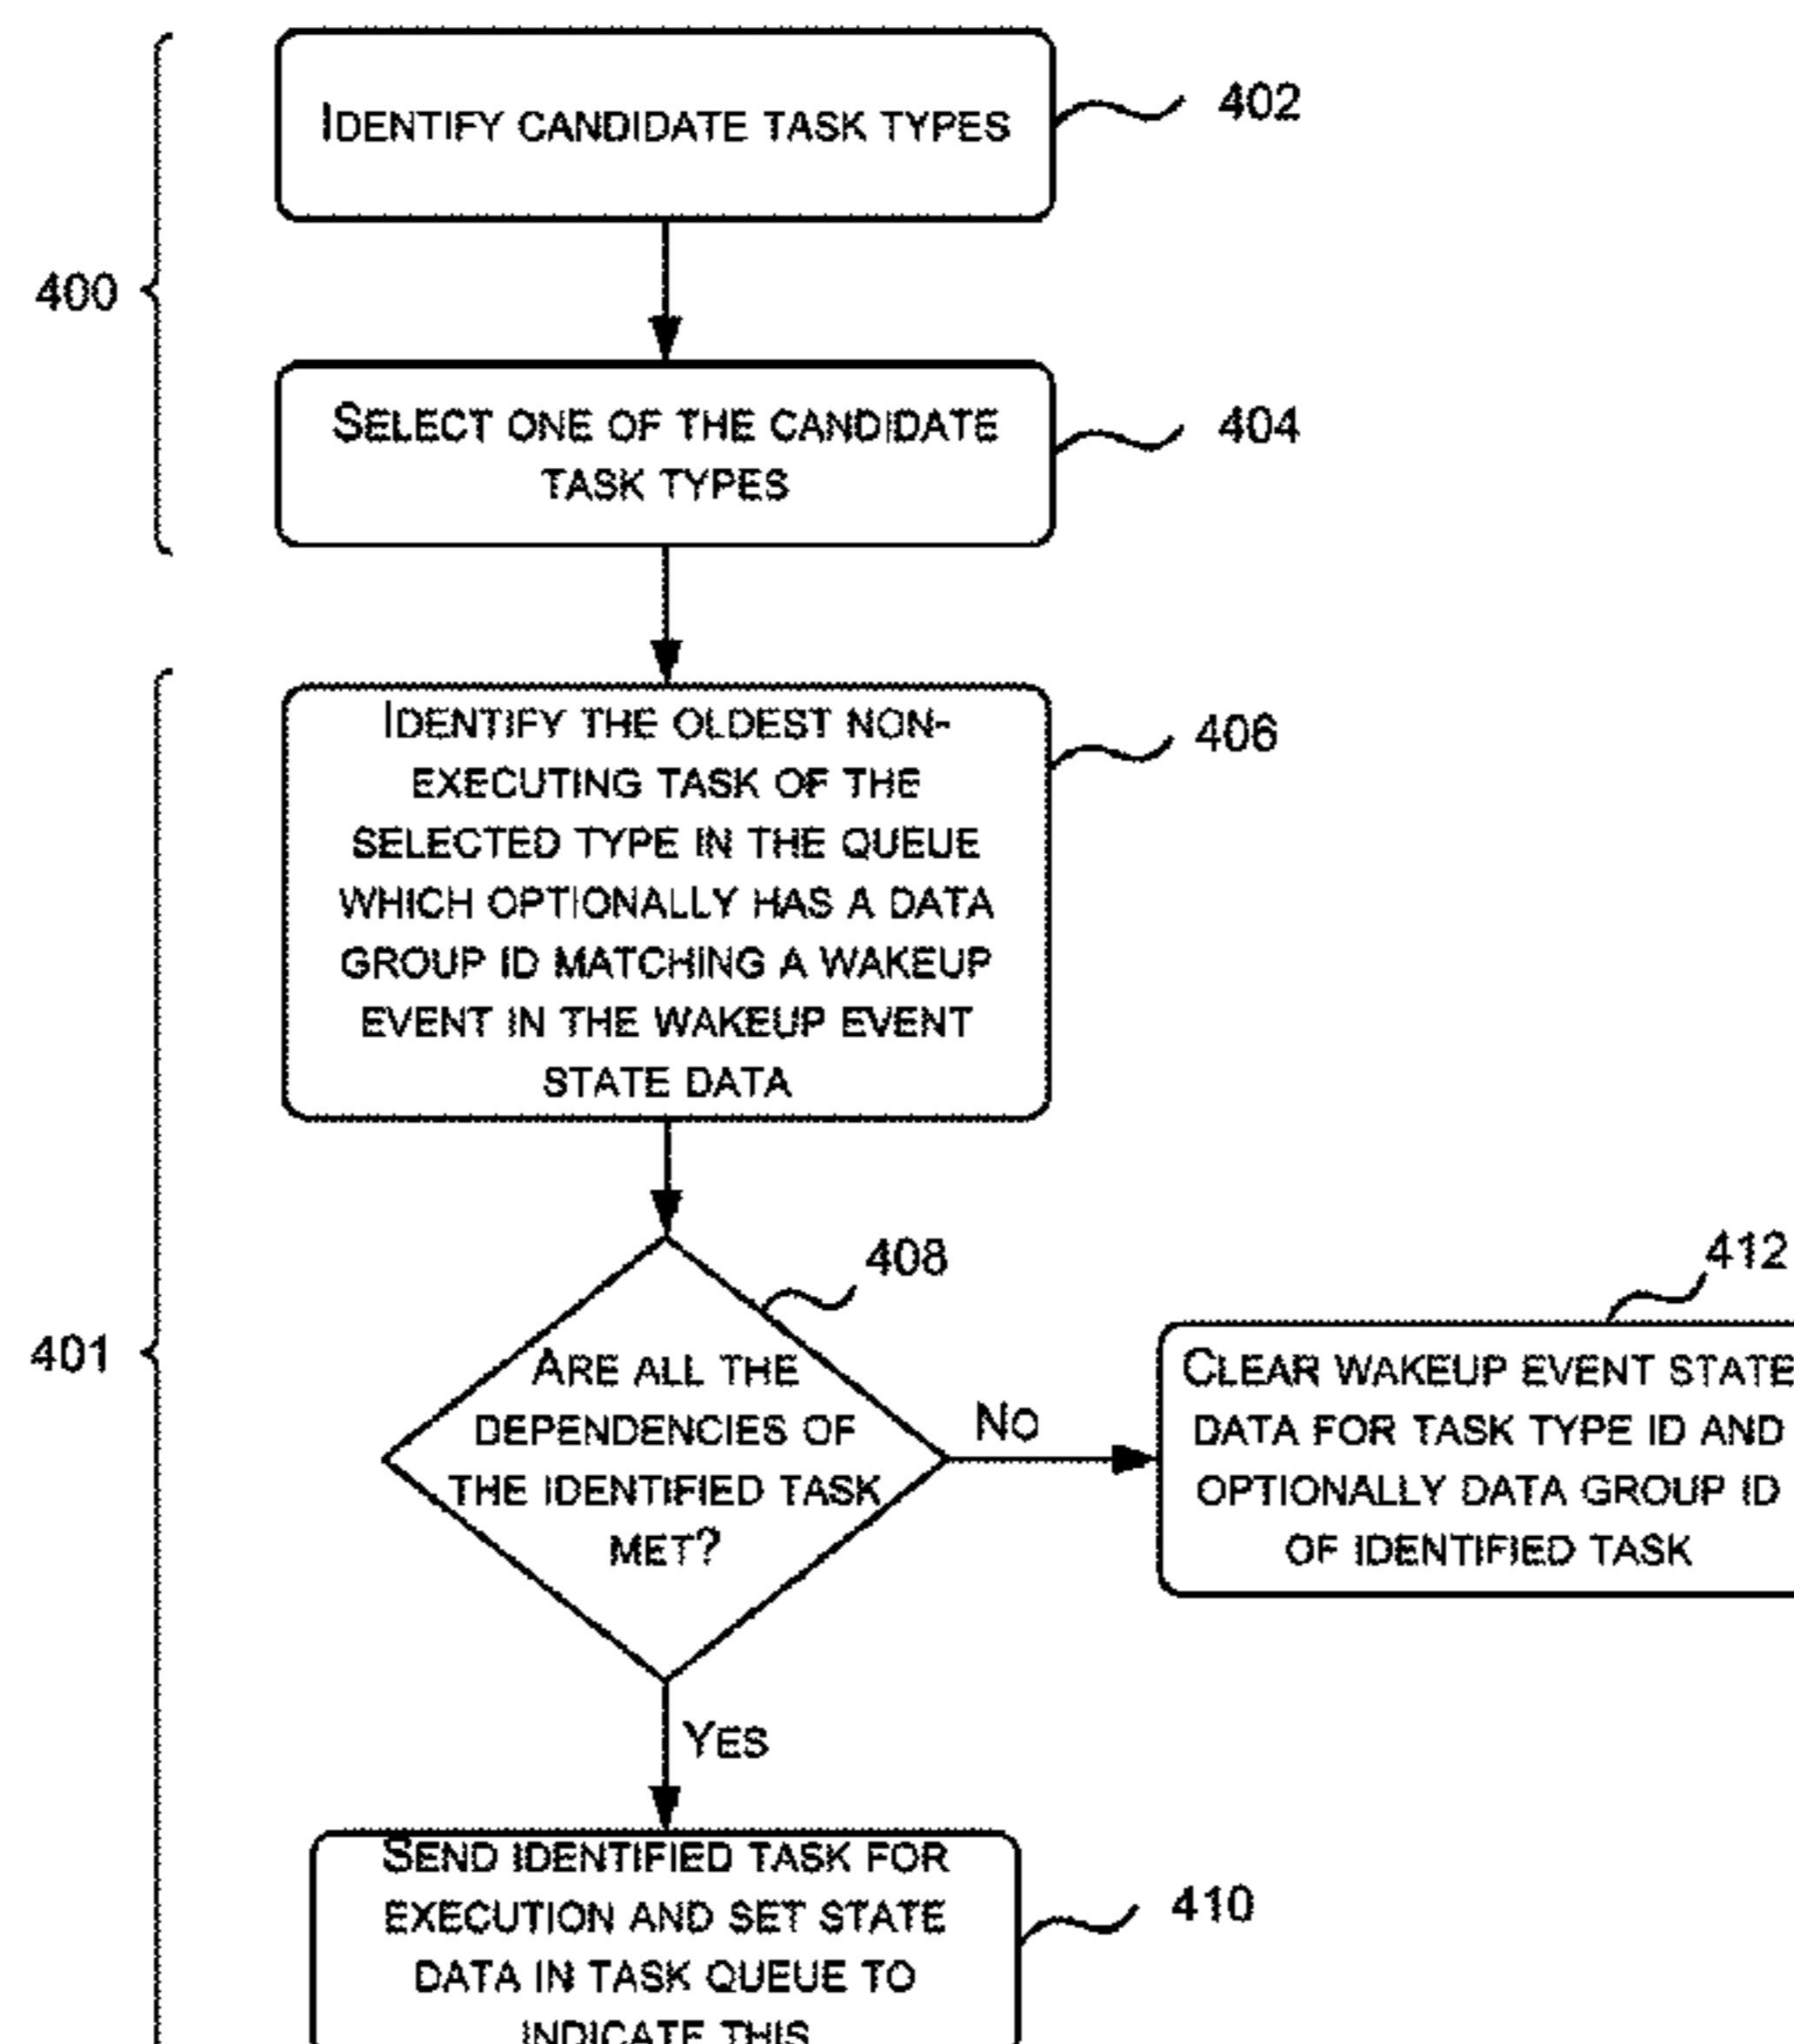 IDENTIFY CANDIDATE TASK TYPES
402
400
SELECT ONE OF THE CANDIDATE
TASK TYPES
404
IDENTIFY THE OLDEST NON-
EXECUTING TASK OF THE
SELECTED TYPE IN THE QUEUE
WHICH OPTIONALLY HAS A DATA
GROUP ID MATCHING A WAKEUP
EVENT IN THE WAKEUP EVENT
STATE DATA
406
408
412
401
ARE ALL THE
DEPENDENCIES OF
THE IDENTIFIED TASK
MET?
NO
CLEAR WAKEUP EVENT STATE
DATA FOR TASK TYPE ID AND
OPTIONALLY DATA GROUP ID
OF IDENTIFIED TASK
YES
SEND IDENTIFIED TASK FOR
EXECUTION AND SET STATE
DATA IN TASK QUEUE TO
INDICATE THIS
410